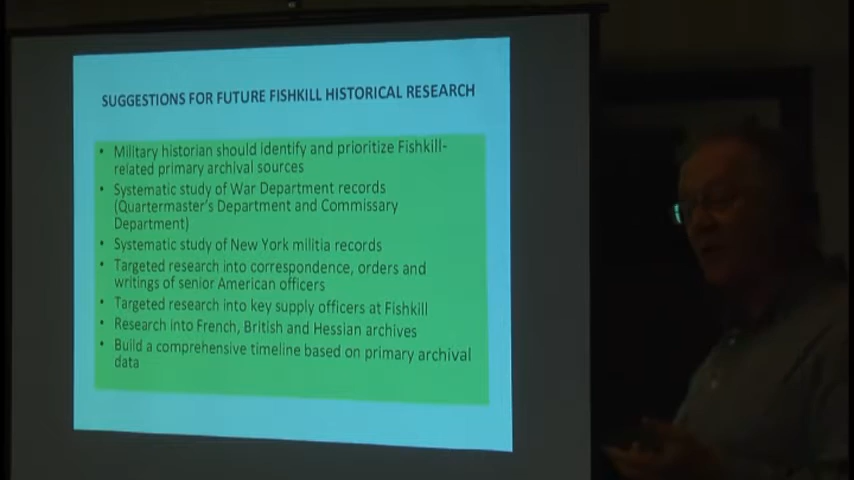 SUGGESTIONS FOR FUTURE FISHKILL HISTORICAL RESEARCH
• Military historian should identify and prioritize Fishkill-
related primary archival sources
• Systematic study of War Department records
(Quartermaster's Department and Commissary
Department)
• Systematic study of New York militia records
• Targeted research into correspondence, orders and
writings of senior American officers
• Targeted research into key supply officers at Fishkill
• Research into French, British and Hessian archives
• Build a comprehensive timeline based on primary archival
data